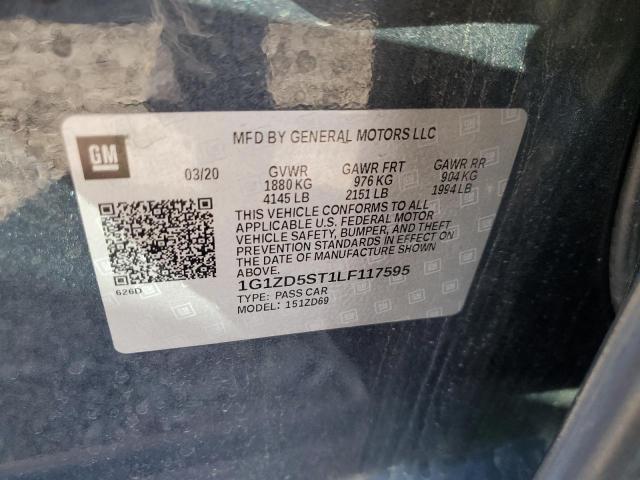 GM
MFD BY GENERAL MOTORS LLC
03/20 GVWR GAWR FRT GAWR RR
1880 KG 976 KG 904 KG
4145 LB 2151 LB 1994 LB
THIS VEHICLE CONFORMS TO ALL
APPLICABLE U.S. FEDERAL MOTOR
VEHICLE SAFETY, BUMPER, AND THEFT
PREVENTION STANDARDS IN EFFECT ON
THE DATE OF MANUFACTURE SHOWN
ABOVE.
1G1ZD5ST1LF117595
TYPE: PASS CAR
MODEL: 151ZD69
626D